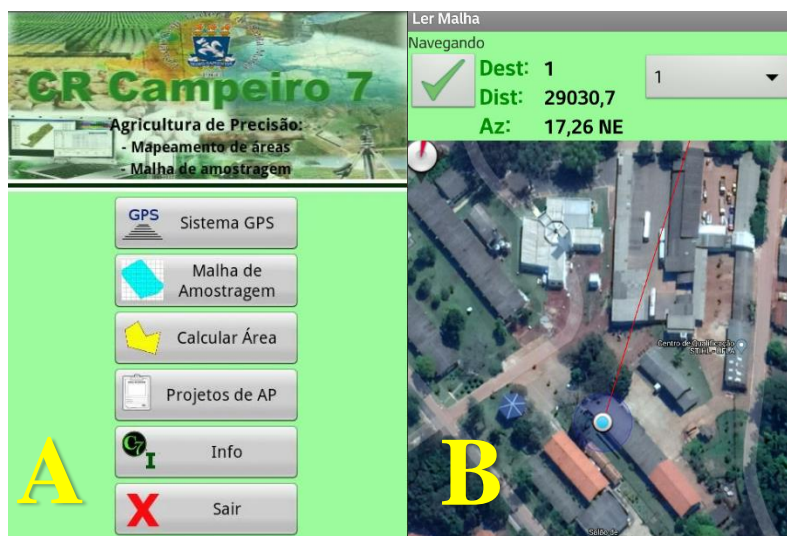 CR Campeiro 7
Agricultura de Precisão:
- Mapeamento de áreas
- Malha de amostragem
GPS
Sistema GPS
Malha de
Amostragem
Calcular Área
Projetos de AP
C7
I
Info
X
Sair
A
Ler Malha
Navegando
Dest: 1
Dist: 29030,7
Az: 17,26 NE
1
Centro de Qualificação
B